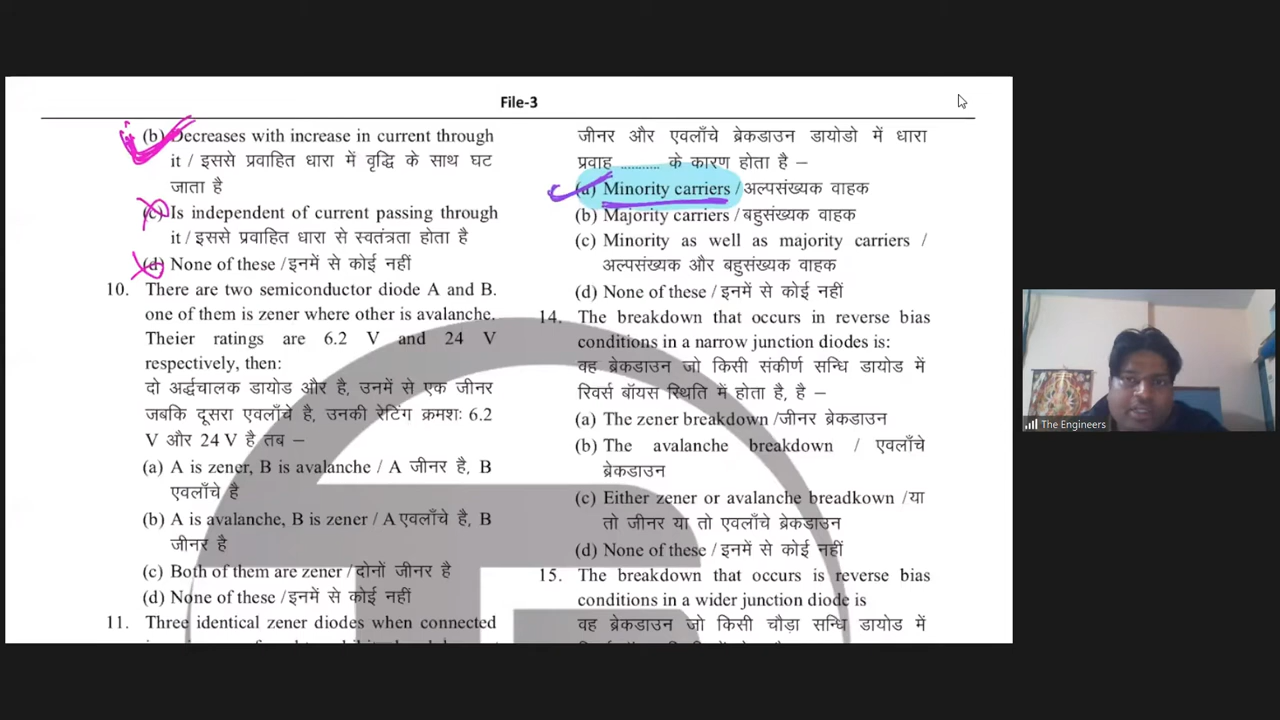 File-3
(b) Decreases with increase in current through
it / इससे प्रवाहित धारा में वृद्धि के साथ घट
जाता है
(c) Is independent of current passing through
it / इससे प्रवाहित धारा से स्वतंत्रता होता है
(d) None of these / इनमें से कोई नहीं
10. There are two semiconductor diode A and B.
one of them is zener where other is avalanche.
Theier ratings are 6.2 V and 24 V
respectively, then:
दो अर्द्धचालक डायोड और है, उनमें से एक जीनर
जबकि दूसरा एवलाँचे है, उनकी रेटिंग क्रमशः 6.2
V और 24 V है तब –
(a) A is zener, B is avalanche / A जीनर है, B
एवलाँचे है
(b) A is avalanche, B is zener / A एवलाँचे है, B
जीनर है
(c) Both of them are zener / दोनों जीनर है
(d) None of these / इनमें से कोई नहीं
11. Three identical zener diodes when connected
जीनर और एवलाँचे ब्रेकडाउन डायोडो में धारा
प्रवाह ........... के कारण होता है –
(a) Minority carriers / अल्पसंख्यक वाहक
(b) Majority carriers / बहुसंख्यक वाहक
(c) Minority as well as majority carriers /
अल्पसंख्यक और बहुसंख्यक वाहक
(d) None of these / इनमें से कोई नहीं
14. The breakdown that occurs in reverse bias
conditions in a narrow junction diodes is:
वह ब्रेकडाउन जो किसी संकीर्ण सन्धि डायोड में
रिवर्स बॉयस स्थिति में होता है, है –
(a) The zener breakdown / जीनर ब्रेकडाउन
(b) The avalanche breakdown / एवलाँचे
ब्रेकडाउन
(c) Either zener or avalanche breadkown / या
तो जीनर या तो एवलाँचे ब्रेकडाउन
(d) None of these / इनमें से कोई नहीं
15. The breakdown that occurs is reverse bias
conditions in a wider junction diode is
वह ब्रेकडाउन जो किसी चौड़ा सन्धि डायोड में
The Engineers